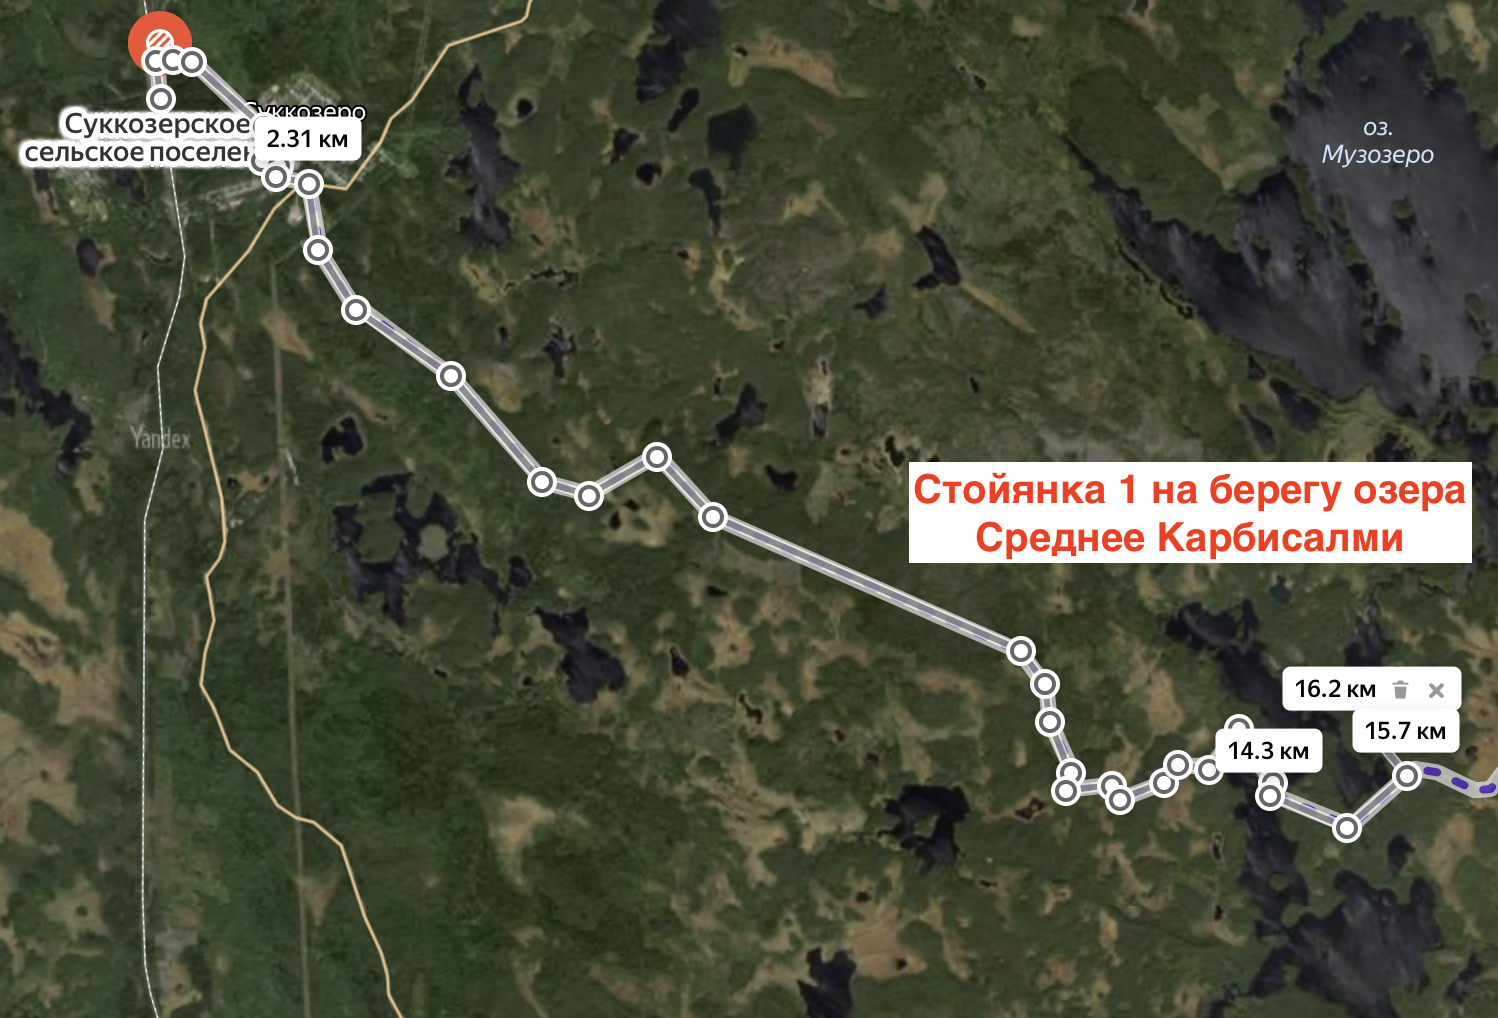 Суккозеро
Суккозерское
сельское поселен
2.31 км
оз.
Музозеро
Yandex
Стойянка 1 на берегу озера
Среднее Карбисалми
16.2 км
15.7 км
14.3 км